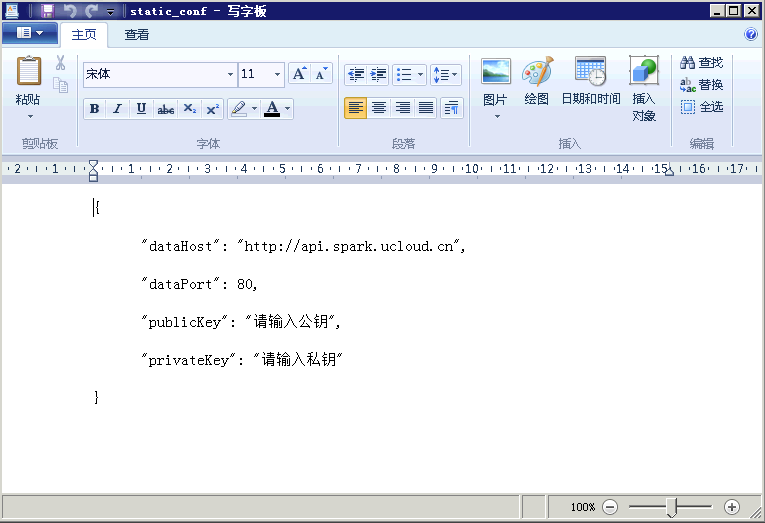 static_conf - 写字板
主页
查看
粘贴
剪贴板
宋体
11
A A
B I U abc X₂ X²
A
字体
段落
图片
绘图
日期和时间
插入
对象
插入
查找
替换
全选
编辑
2 1 1 2 3 4 5 6 7 8 9 10 11 12 13 14 15 16 17
{
"dataHost": "http://api.spark.ucloud.cn",
"dataPort": 80,
"publicKey": "请输入公钥",
"privateKey": "请输入私钥"
}
100%